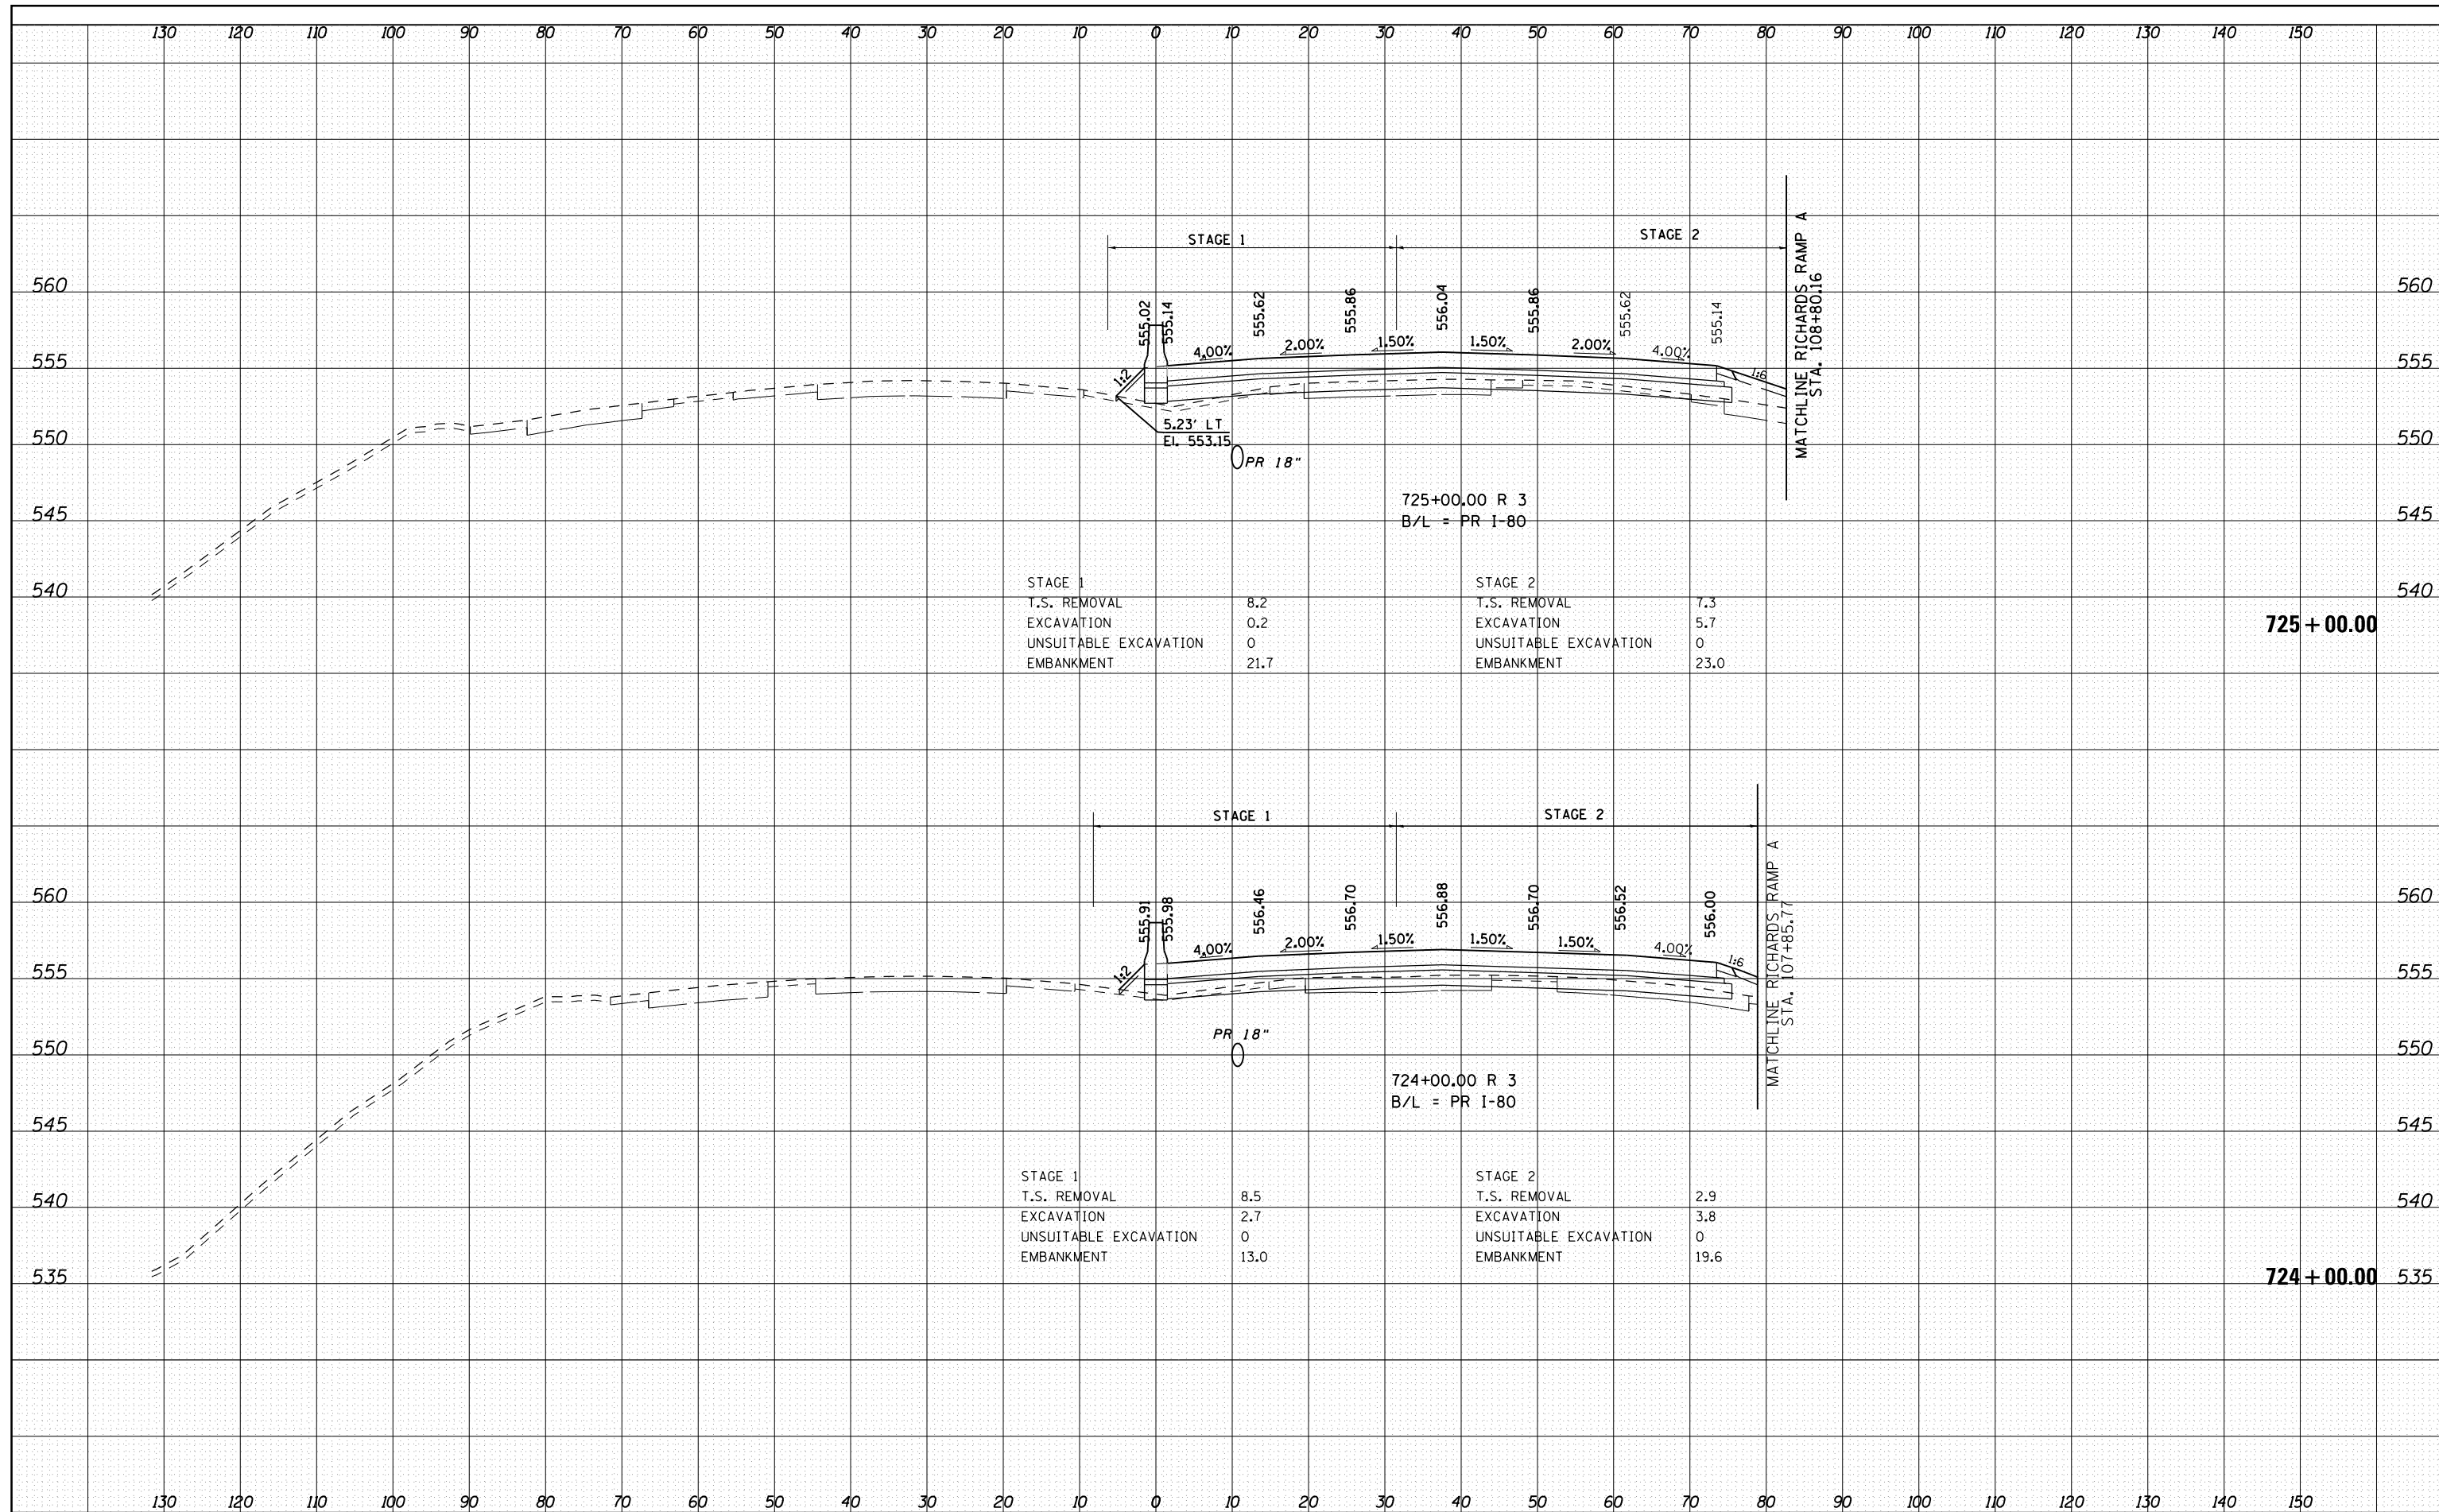 130 120 110 100 90 80 70 60 50 40 30 20 10 0 10 20 30 40 50 60 70 80 90 100 110 120 130 140 150
STAGE 1
STAGE 2
MATCHLINE RICHARDS RAMP A
STA. 108+80.16
560 560
555.02
555.14
555.62
555.86
556.04
555.86
555.62
555.14
1:2
4.00%
2.00%
1.50%
1.50%
2.00%
4.00%
1:6
555 555
5.23' LT
El. 553.15
550 550
PR 18"
725+00.00 R 3
B/L = PR I-80
545 545
STAGE 1
T.S. REMOVAL 8.2
EXCAVATION 0.2
UNSUITABLE EXCAVATION 0
EMBANKMENT 21.7
STAGE 2
T.S. REMOVAL 7.3
EXCAVATION 5.7
UNSUITABLE EXCAVATION 0
EMBANKMENT 23.0
540 540
725+00.00
STAGE 1
STAGE 2
MATCHLINE RICHARDS RAMP A
STA. 107+85.77
560 560
555.91
555.98
556.46
556.70
556.88
556.70
556.52
556.00
1:2
4.00%
2.00%
1.50%
1.50%
1.50%
4.00%
1:6
555 555
PR 18"
550 550
724+00.00 R 3
B/L = PR I-80
545 545
STAGE 1
T.S. REMOVAL 8.5
EXCAVATION 2.7
UNSUITABLE EXCAVATION 0
EMBANKMENT 13.0
STAGE 2
T.S. REMOVAL 2.9
EXCAVATION 3.8
UNSUITABLE EXCAVATION 0
EMBANKMENT 19.6
540 540
535 724+00.00 535
130 120 110 100 90 80 70 60 50 40 30 20 10 0 10 20 30 40 50 60 70 80 90 100 110 120 130 140 150